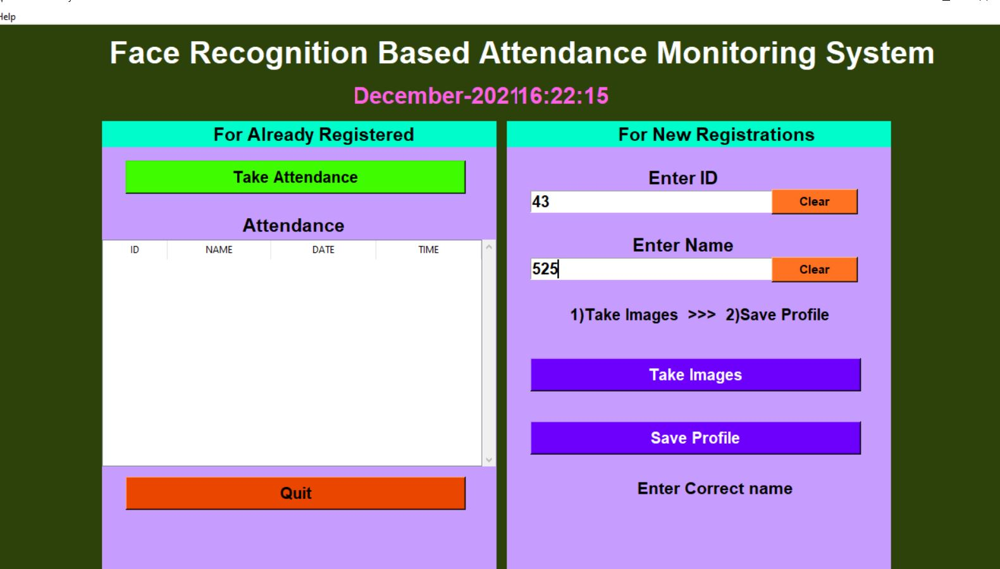 Help
Face Recognition Based Attendance Monitoring System
December-202116:22:15
For Already Registered
Take Attendance
Attendance
ID NAME DATE TIME
Quit
For New Registrations
Enter ID
43 Clear
Enter Name
525 Clear
1)Take Images >>> 2)Save Profile
Take Images
Save Profile
Enter Correct name